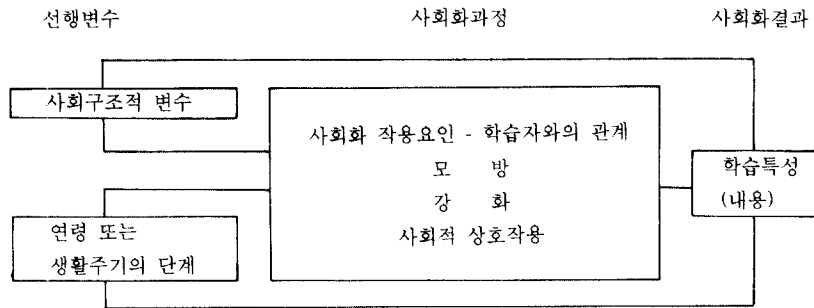 선행변수 사회화과정 사회화결과
사회구조적 변수
사회화 작용요인 - 학습자와의 관계
모 방
강 화
사회적 상호작용
연령 또는
생활주기의 단계
학습특성
(내용)